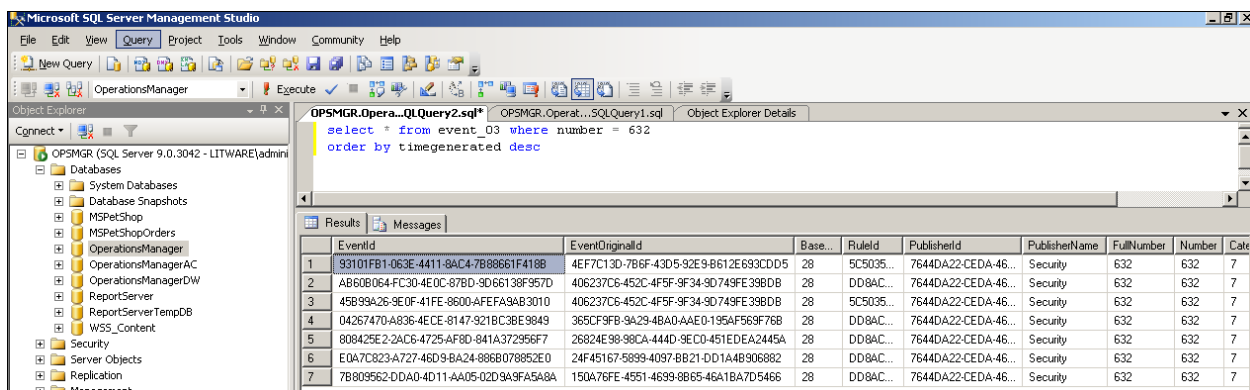 Microsoft SQL Server Management Studio
File Edit View Query Project Tools Window Community Help
New Query
OperationsManager Execute
Object Explorer
Connect
OPSMGR (SQL Server 9.0.3042 - LITWARE\admini
Databases
System Databases
Database Snapshots
MSPetShop
MSPetShopOrders
OperationsManager
OperationsManagerAC
OperationsManagerDW
ReportServer
ReportServerTempDB
WSS_Content
Security
Server Objects
Replication
Management
OPSMGR.Opera...QLQuery2.sql* OPSMGR.Operat...SQLQuery1.sql Object Explorer Details
select * from event_03 where number = 632
order by timegenerated desc
Results Messages
EventId EventOriginalId Base... RuleId PublisherId PublisherName FullNumber Number Cate
1 93101FB1-063E-4411-8AC4-7B88661F418B 4EF7C13D-7B6F-43D5-92E9-B612E693CDD5 28 5C5035... 7644DA22-CEDA-46... Security 632 632 7
2 AB60B064-FC30-4E0C-87BD-9D66138F957D 406237C6-452C-4F5F-9F34-9D749FE39BDB 28 DD8AC... 7644DA22-CEDA-46... Security 632 632 7
3 45B99A26-9E0F-41FE-8600-AFEFA9AB3010 406237C6-452C-4F5F-9F34-9D749FE39BDB 28 5C5035... 7644DA22-CEDA-46... Security 632 632 7
4 04267470-A836-4ECE-8147-921BC3BE9849 365CF9FB-9A29-4BA0-AAE0-195AF569F76B 28 DD8AC... 7644DA22-CEDA-46... Security 632 632 7
5 808425E2-2AC6-4725-AF8D-841A372956F7 26824E98-98CA-444D-9EC0-451EDEA2445A 28 DD8AC... 7644DA22-CEDA-46... Security 632 632 7
6 E0A7C823-A727-46D9-BA24-886B078852E0 24F45167-5899-4097-BB21-DD1A4B906882 28 DD8AC... 7644DA22-CEDA-46... Security 632 632 7
7 7B809562-DDA0-4D11-AA05-02D9A9FA5A8A 150A76FE-4551-4699-8B65-46A1BA7D5466 28 DD8AC... 7644DA22-CEDA-46... Security 632 632 7